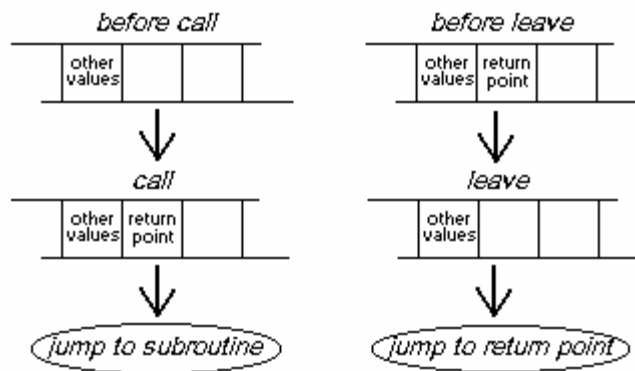 before call
other
values
call
other return
values point
jump to subroutine
before leave
other return
values point
leave
other
values
jump to return point